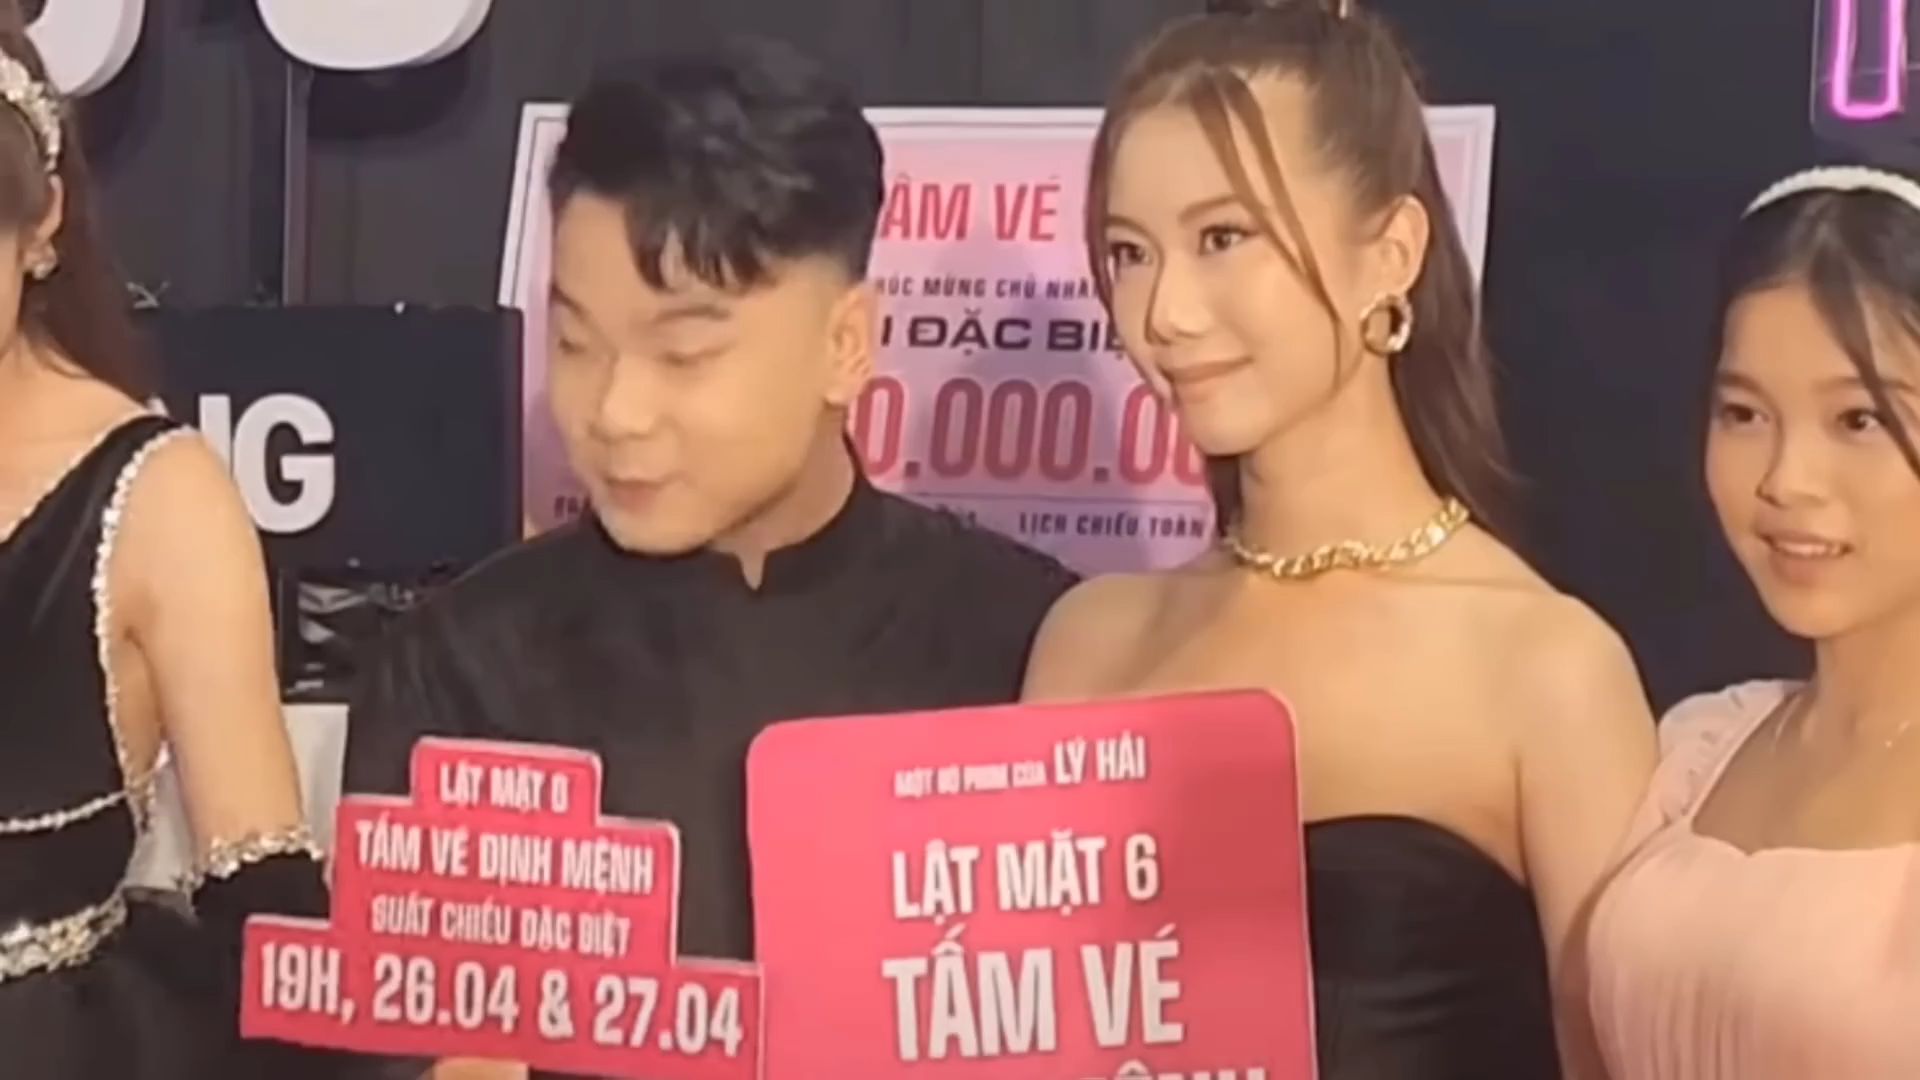 ÂM VÉ
HÚC MỪNG CHỦ NHÂ
I ĐẶC BIỆ
0.000.00
LỊCH CHIẾU TOÀN
NG
LẬT MẶT 6
TẤM VÉ ĐỊNH MỆNH
SUẤT CHIẾU ĐẶC BIỆT
19H, 26.04 & 27.04
MỘT BỘ PHIM CỦA LÝ HẢI
LẬT MẶT 6
TẤM VÉ